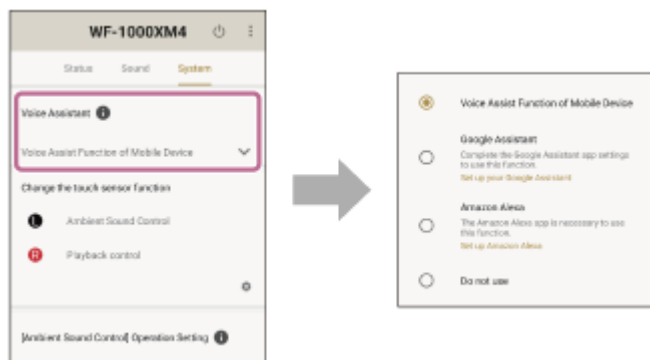 WF-1000XM4
Status Sound System
Voice Assistant
Voice Assist Function of Mobile Device
Change the touch sensor function
L Ambient Sound Control
R Playback control
[Ambient Sound Control] Operation Setting
Voice Assist Function of Mobile Device
Google Assistant
Complete the Google Assistant app settings
to use this function.
Set up your Google Assistant
Amazon Alexa
The Amazon Alexa app is necessary to use
this function.
Set up Amazon Alexa
Do not use